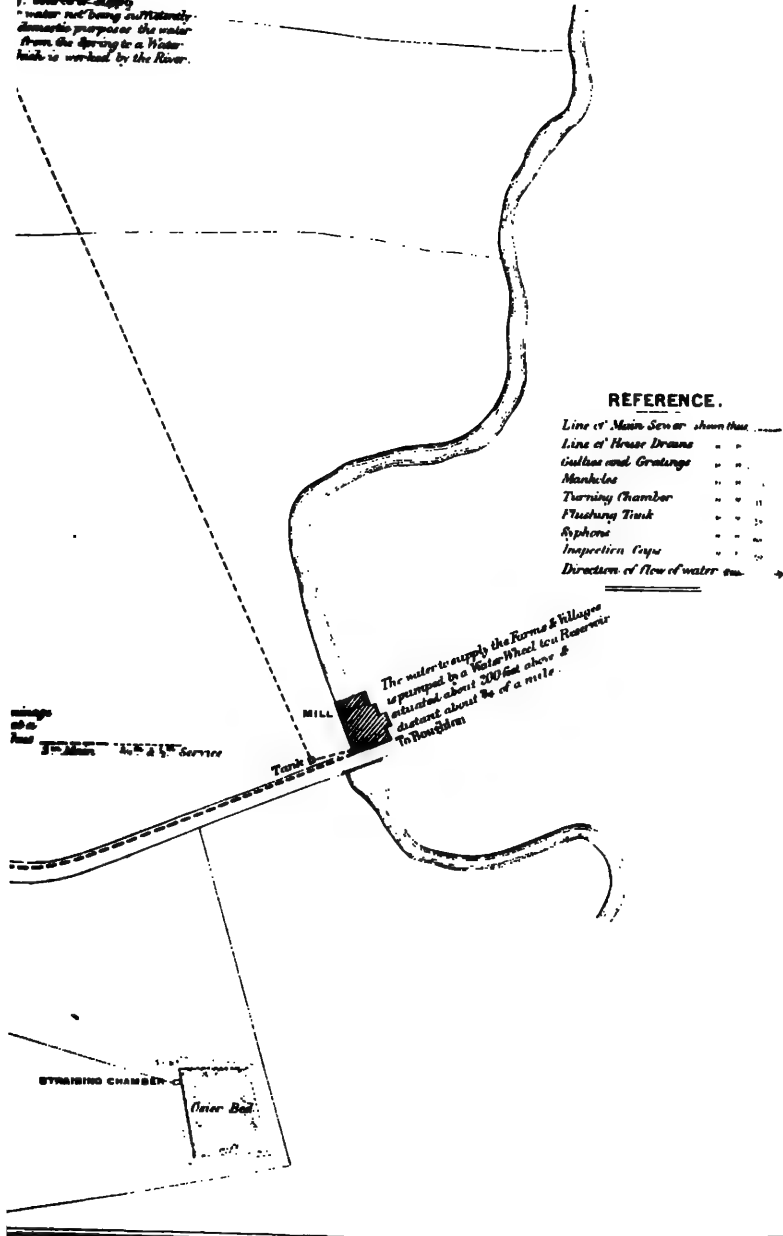 water not being sufficiently
domestic purposes the water
from the Spring to a Water
is worked by the River.
REFERENCE.
Line of Main Sewer shown thus
Line of House Drains " "
Gullies and Gratings " "
Manholes " "
Turning Chamber " "
Flushing Tank " "
Syphons " "
Inspection Caps " "
Direction of flow of water
The water to supply the Farms & Villages
is pumped by a Water Wheel to a Reservoir
situated about 200 feet above &
distant about ¾ of a mile.
To Roughton
MILL
Main Service
Tank
STRAINING CHAMBER
Osier Bed